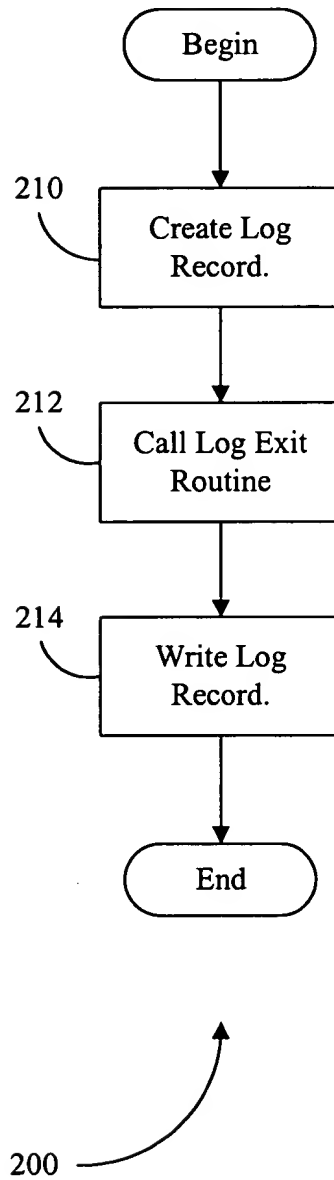 Begin
210
Create Log
Record.
212
Call Log Exit
Routine
214
Write Log
Record.
End
200